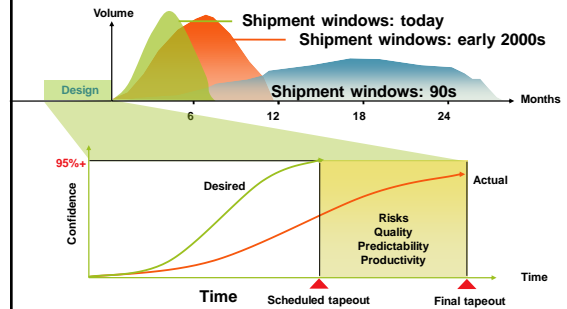 Volume
Shipment windows: today
Shipment windows: early 2000s
Design
Shipment windows: 90s
Months
6
12
18
24
95%+
Confidence
Desired
Actual
Risks
Quality
Predictability
Productivity
Time
Time
Scheduled tapeout
Final tapeout